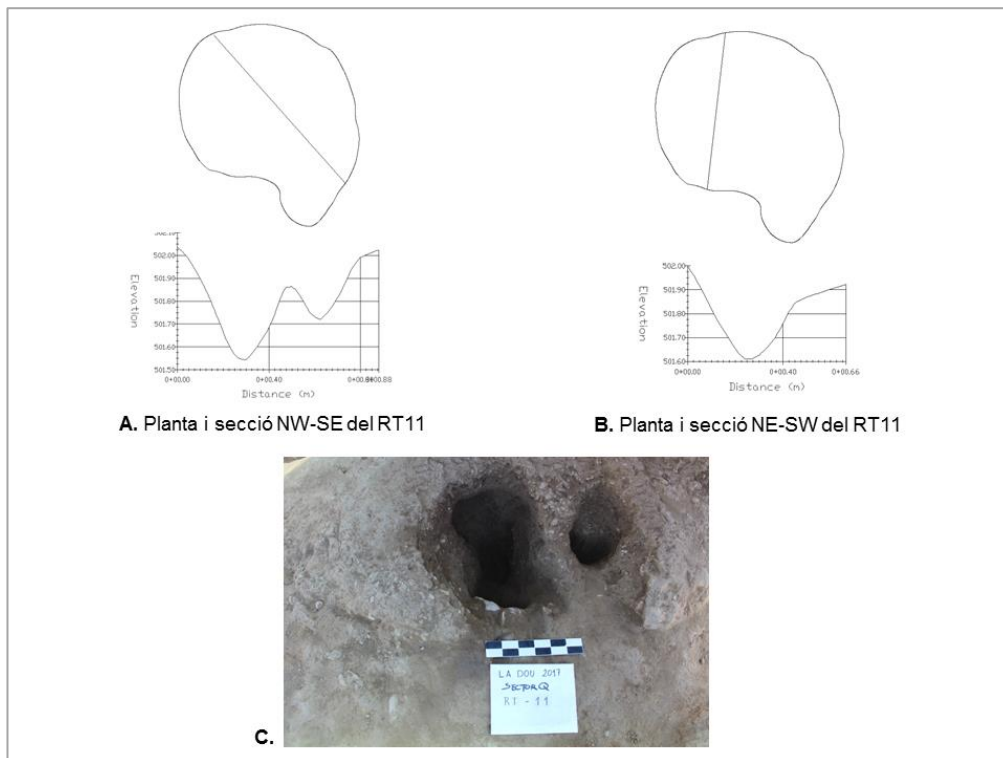 502.00
501.90
501.80
501.70
501.60
501.50
Elevation
0+00.00
0+00.40
0+00.88
Distance (m)
A. Planta i secció NW-SE del RT11
502.00
501.90
501.80
501.70
501.60
Elevation
0+00.00
0+00.40
0+00.66
Distance (m)
B. Planta i secció NE-SW del RT11
LA DOU 2017
SECTOR Q
RT - 11
C.